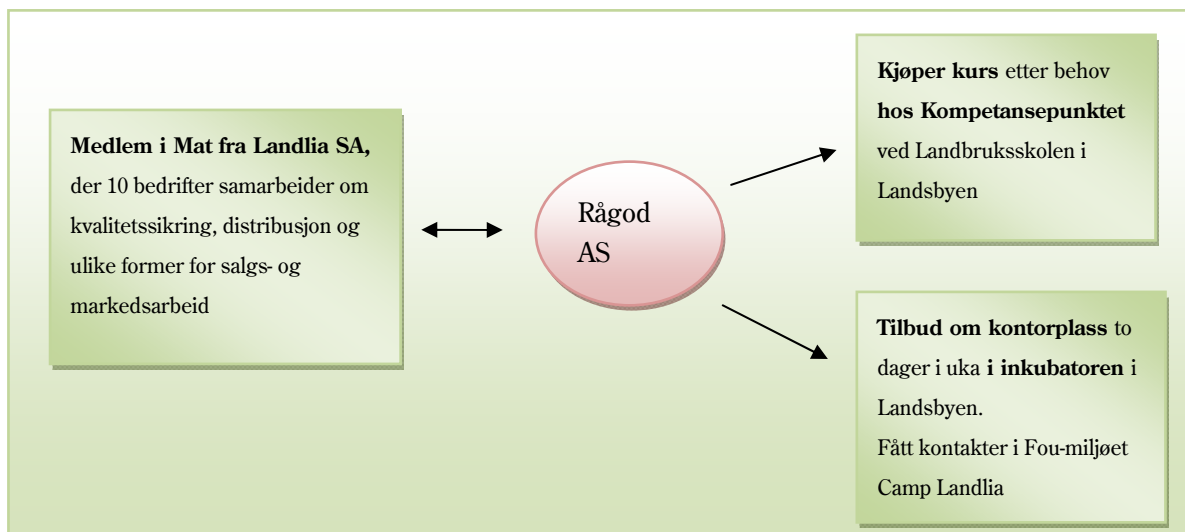 Medlem i Mat fra Landlia SA,
der 10 bedrifter samarbeider om
kvalitetssikring, distribusjon og
ulike former for salgs- og
markedsarbeid
Rågod
AS
Kjøper kurs etter behov
hos Kompetansepunktet
ved Landbruksskolen i
Landsbyen
Tilbud om kontorplass to
dager i uka i inkubatoren i
Landsbyen.
Fått kontakter i Fou-miljøet
Camp Landlia